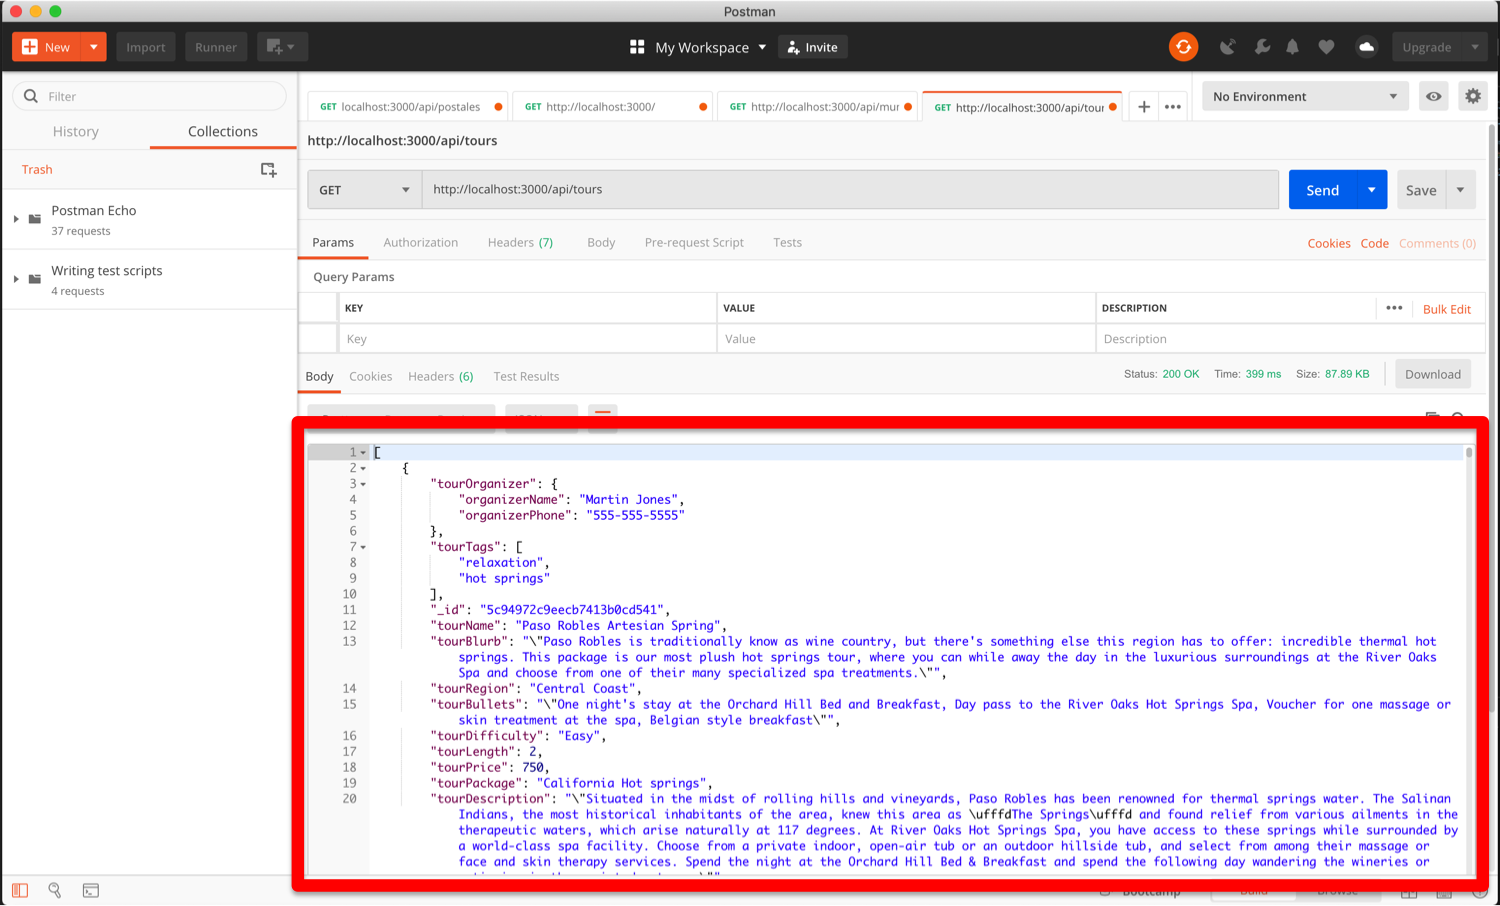 Postman
New
Import
Runner
My Workspace
Invite
Upgrade
Filter
History
Collections
Trash
Postman Echo
37 requests
Writing test scripts
4 requests
GET localhost:3000/api/postales
GET http://localhost:3000/
GET http://localhost:3000/api/mur
GET http://localhost:3000/api/tour
No Environment
http://localhost:3000/api/tours
GET
http://localhost:3000/api/tours
Send
Save
Params
Authorization
Headers (7)
Body
Pre-request Script
Tests
Cookies
Code
Comments (0)
Query Params
KEY
VALUE
DESCRIPTION
Bulk Edit
Key
Value
Description
Body
Cookies
Headers (6)
Test Results
Status: 200 OK
Time: 399 ms
Size: 87.89 KB
Download
1 [
2 {
3 "tourOrganizer": {
4 "organizerName": "Martin Jones",
5 "organizerPhone": "555-555-5555"
6 },
7 "tourTags": [
8 "relaxation",
9 "hot springs"
10 ],
11 "_id": "5c94972c9eecb7413b0cd541",
12 "tourName": "Paso Robles Artesian Spring",
13 "tourBlurb": "\"Paso Robles is traditionally know as wine country, but there's something else this region has to offer: incredible thermal hot
springs. This package is our most plush hot springs tour, where you can while away the day in the luxurious surroundings at the River Oaks
Spa and choose from one of their many specialized spa treatments.\"",
14 "tourRegion": "Central Coast",
15 "tourBullets": "\"One night's stay at the Orchard Hill Bed and Breakfast, Day pass to the River Oaks Hot Springs Spa, Voucher for one massage or
skin treatment at the spa, Belgian style breakfast\"",
16 "tourDifficulty": "Easy",
17 "tourLength": 2,
18 "tourPrice": 750,
19 "tourPackage": "California Hot springs",
20 "tourDescription": "\"Situated in the midst of rolling hills and vineyards, Paso Robles has been renowned for thermal springs water. The Salinan
Indians, the most historical inhabitants of the area, knew this area as \ufffdThe Springs\ufffd and found relief from various ailments in the
therapeutic waters, which arise naturally at 117 degrees. At River Oaks Hot Springs Spa, you have access to these springs while surrounded by
a world-class spa facility. Choose from a private indoor, open-air tub or an outdoor hillside tub, and select from among their massage or
face and skin therapy services. Spend the night at the Orchard Hill Bed & Breakfast and spend the following day wandering the wineries or
Bootcamp
Build
Browse